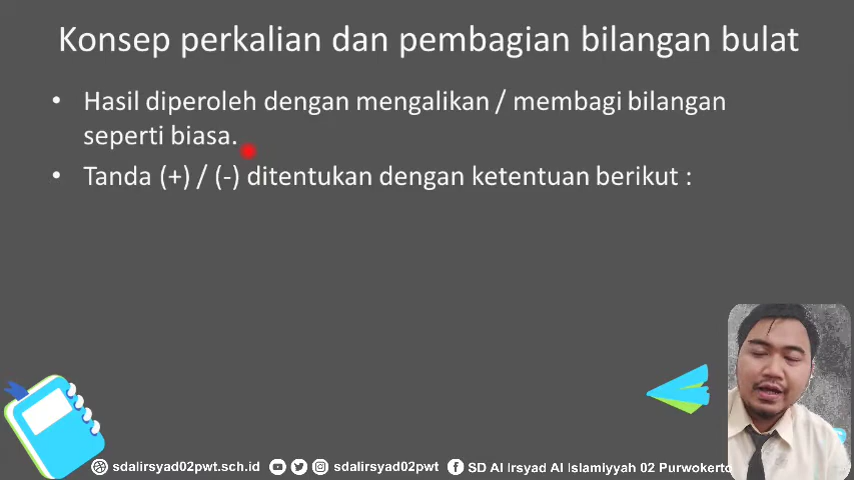 Konsep perkalian dan pembagian bilangan bulat
• Hasil diperoleh dengan mengalikan / membagi bilangan
seperti biasa.
• Tanda (+) / (-) ditentukan dengan ketentuan berikut :
sdalirsyad02pwt.sch.id sdalirsyad02pwt SD Al Irsyad Al Islamiyyah 02 Purwokerto